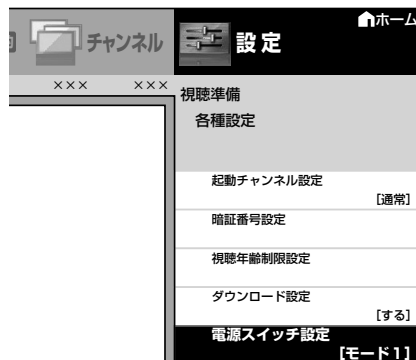 ホーム
チャンネル
設定
××× ×××
視聴準備
各種設定
起動チャンネル設定
[通常]
暗証番号設定
視聴年齢制限設定
ダウンロード設定
[する]
電源スイッチ設定
[モード1]